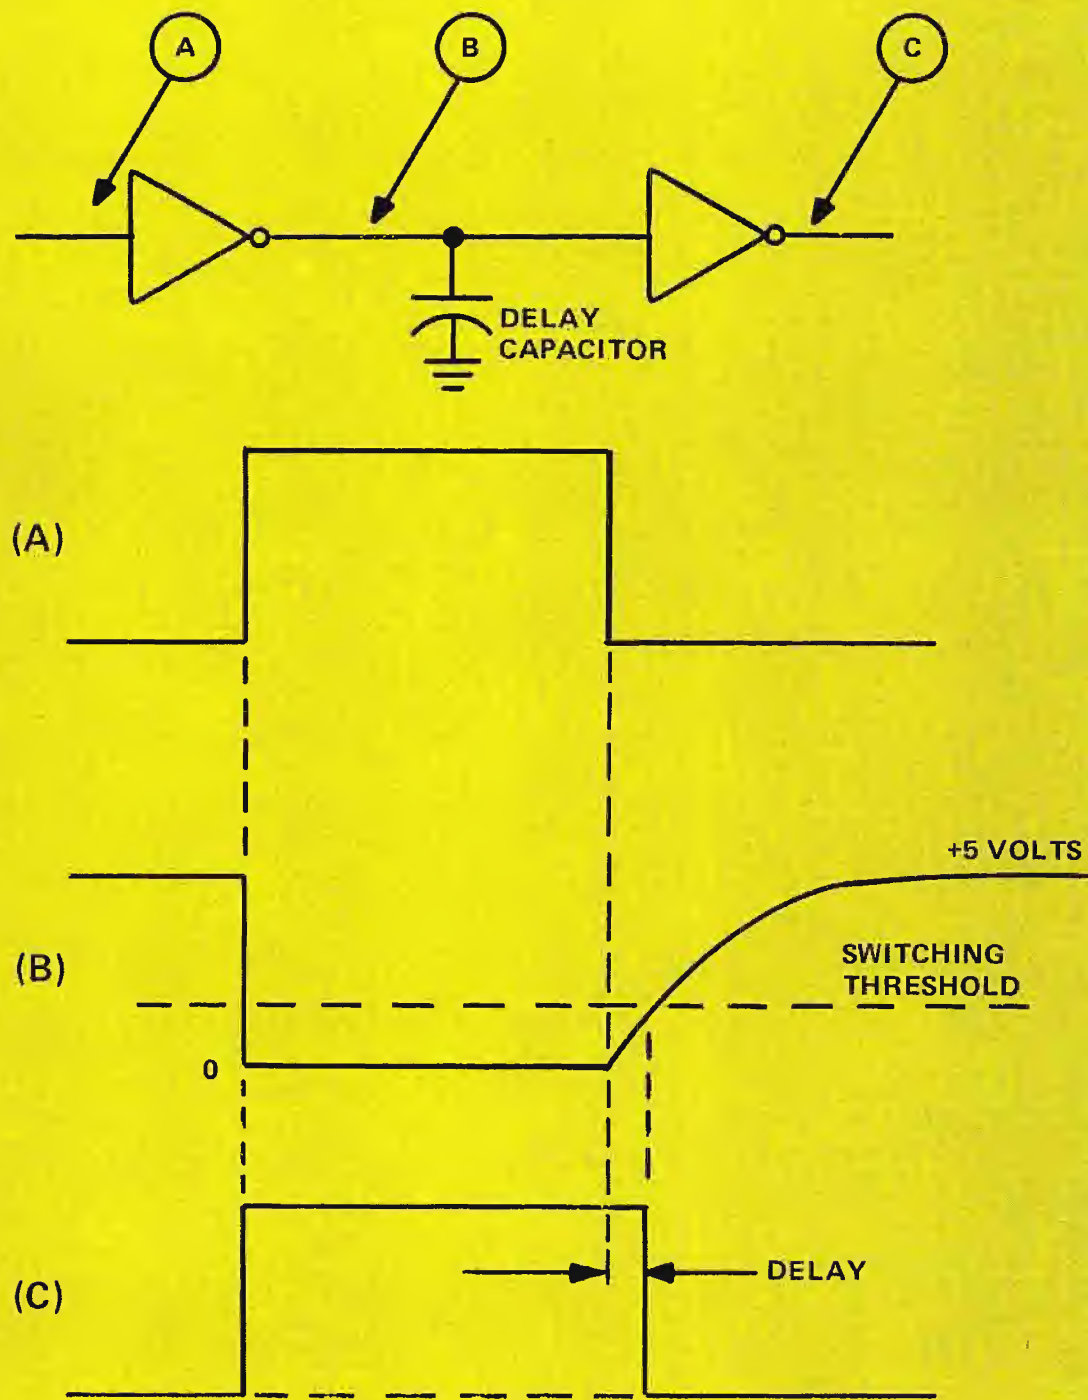 A
B
C
DELAY
CAPACITOR
(A)
+5 VOLTS
(B)
SWITCHING
THRESHOLD
0
DELAY
(C)